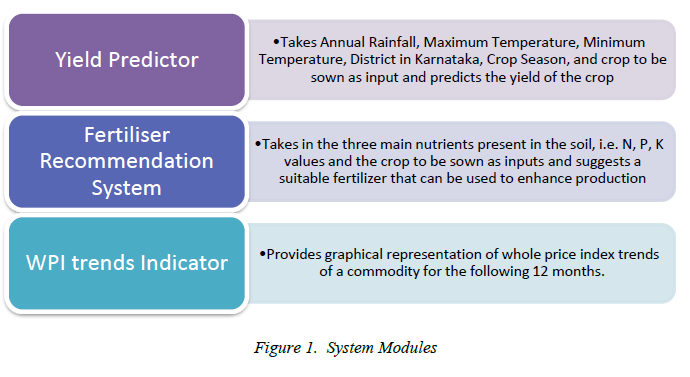 Yield Predictor
•Takes Annual Rainfall, Maximum Temperature, Minimum
Temperature, District in Karnataka, Crop Season, and crop to be
sown as input and predicts the yield of the crop
Fertiliser
Recommendation
System
•Takes in the three main nutrients present in the soil, i.e. N, P, K
values and the crop to be sown as inputs and suggests a
suitable fertilizer that can be used to enhance production
WPI trends Indicator
•Provides graphical representation of whole price index trends
of a commodity for the following 12 months.
Figure 1. System Modules